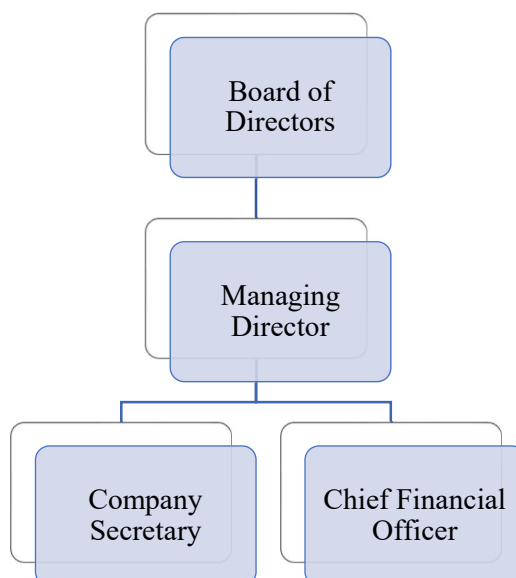 Board of
Directors
Managing
Director
Company
Secretary
Chief Financial
Officer